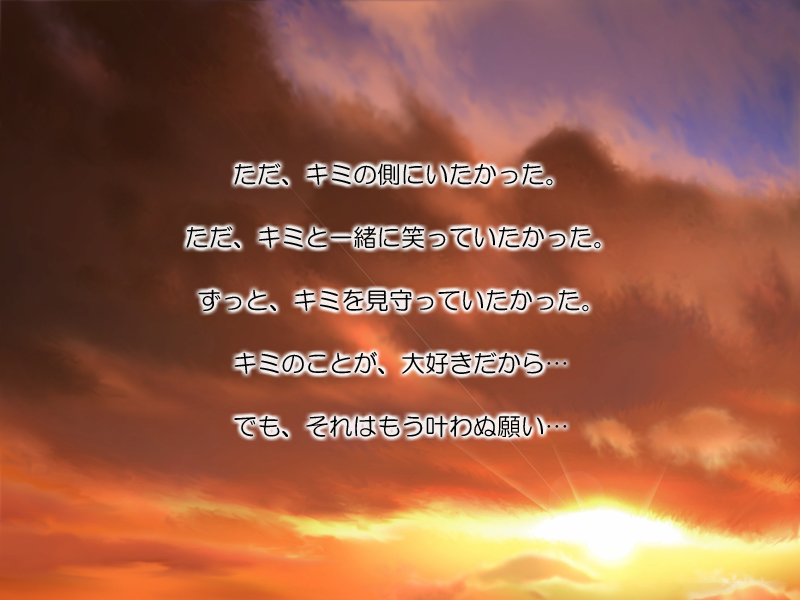 ただ、キミの側にいたかった。
ただ、キミと一緒に笑っていたかった。
ずっと、キミを見守っていたかった。
キミのことが、大好きだから…
でも、それはもう叶わぬ願い…